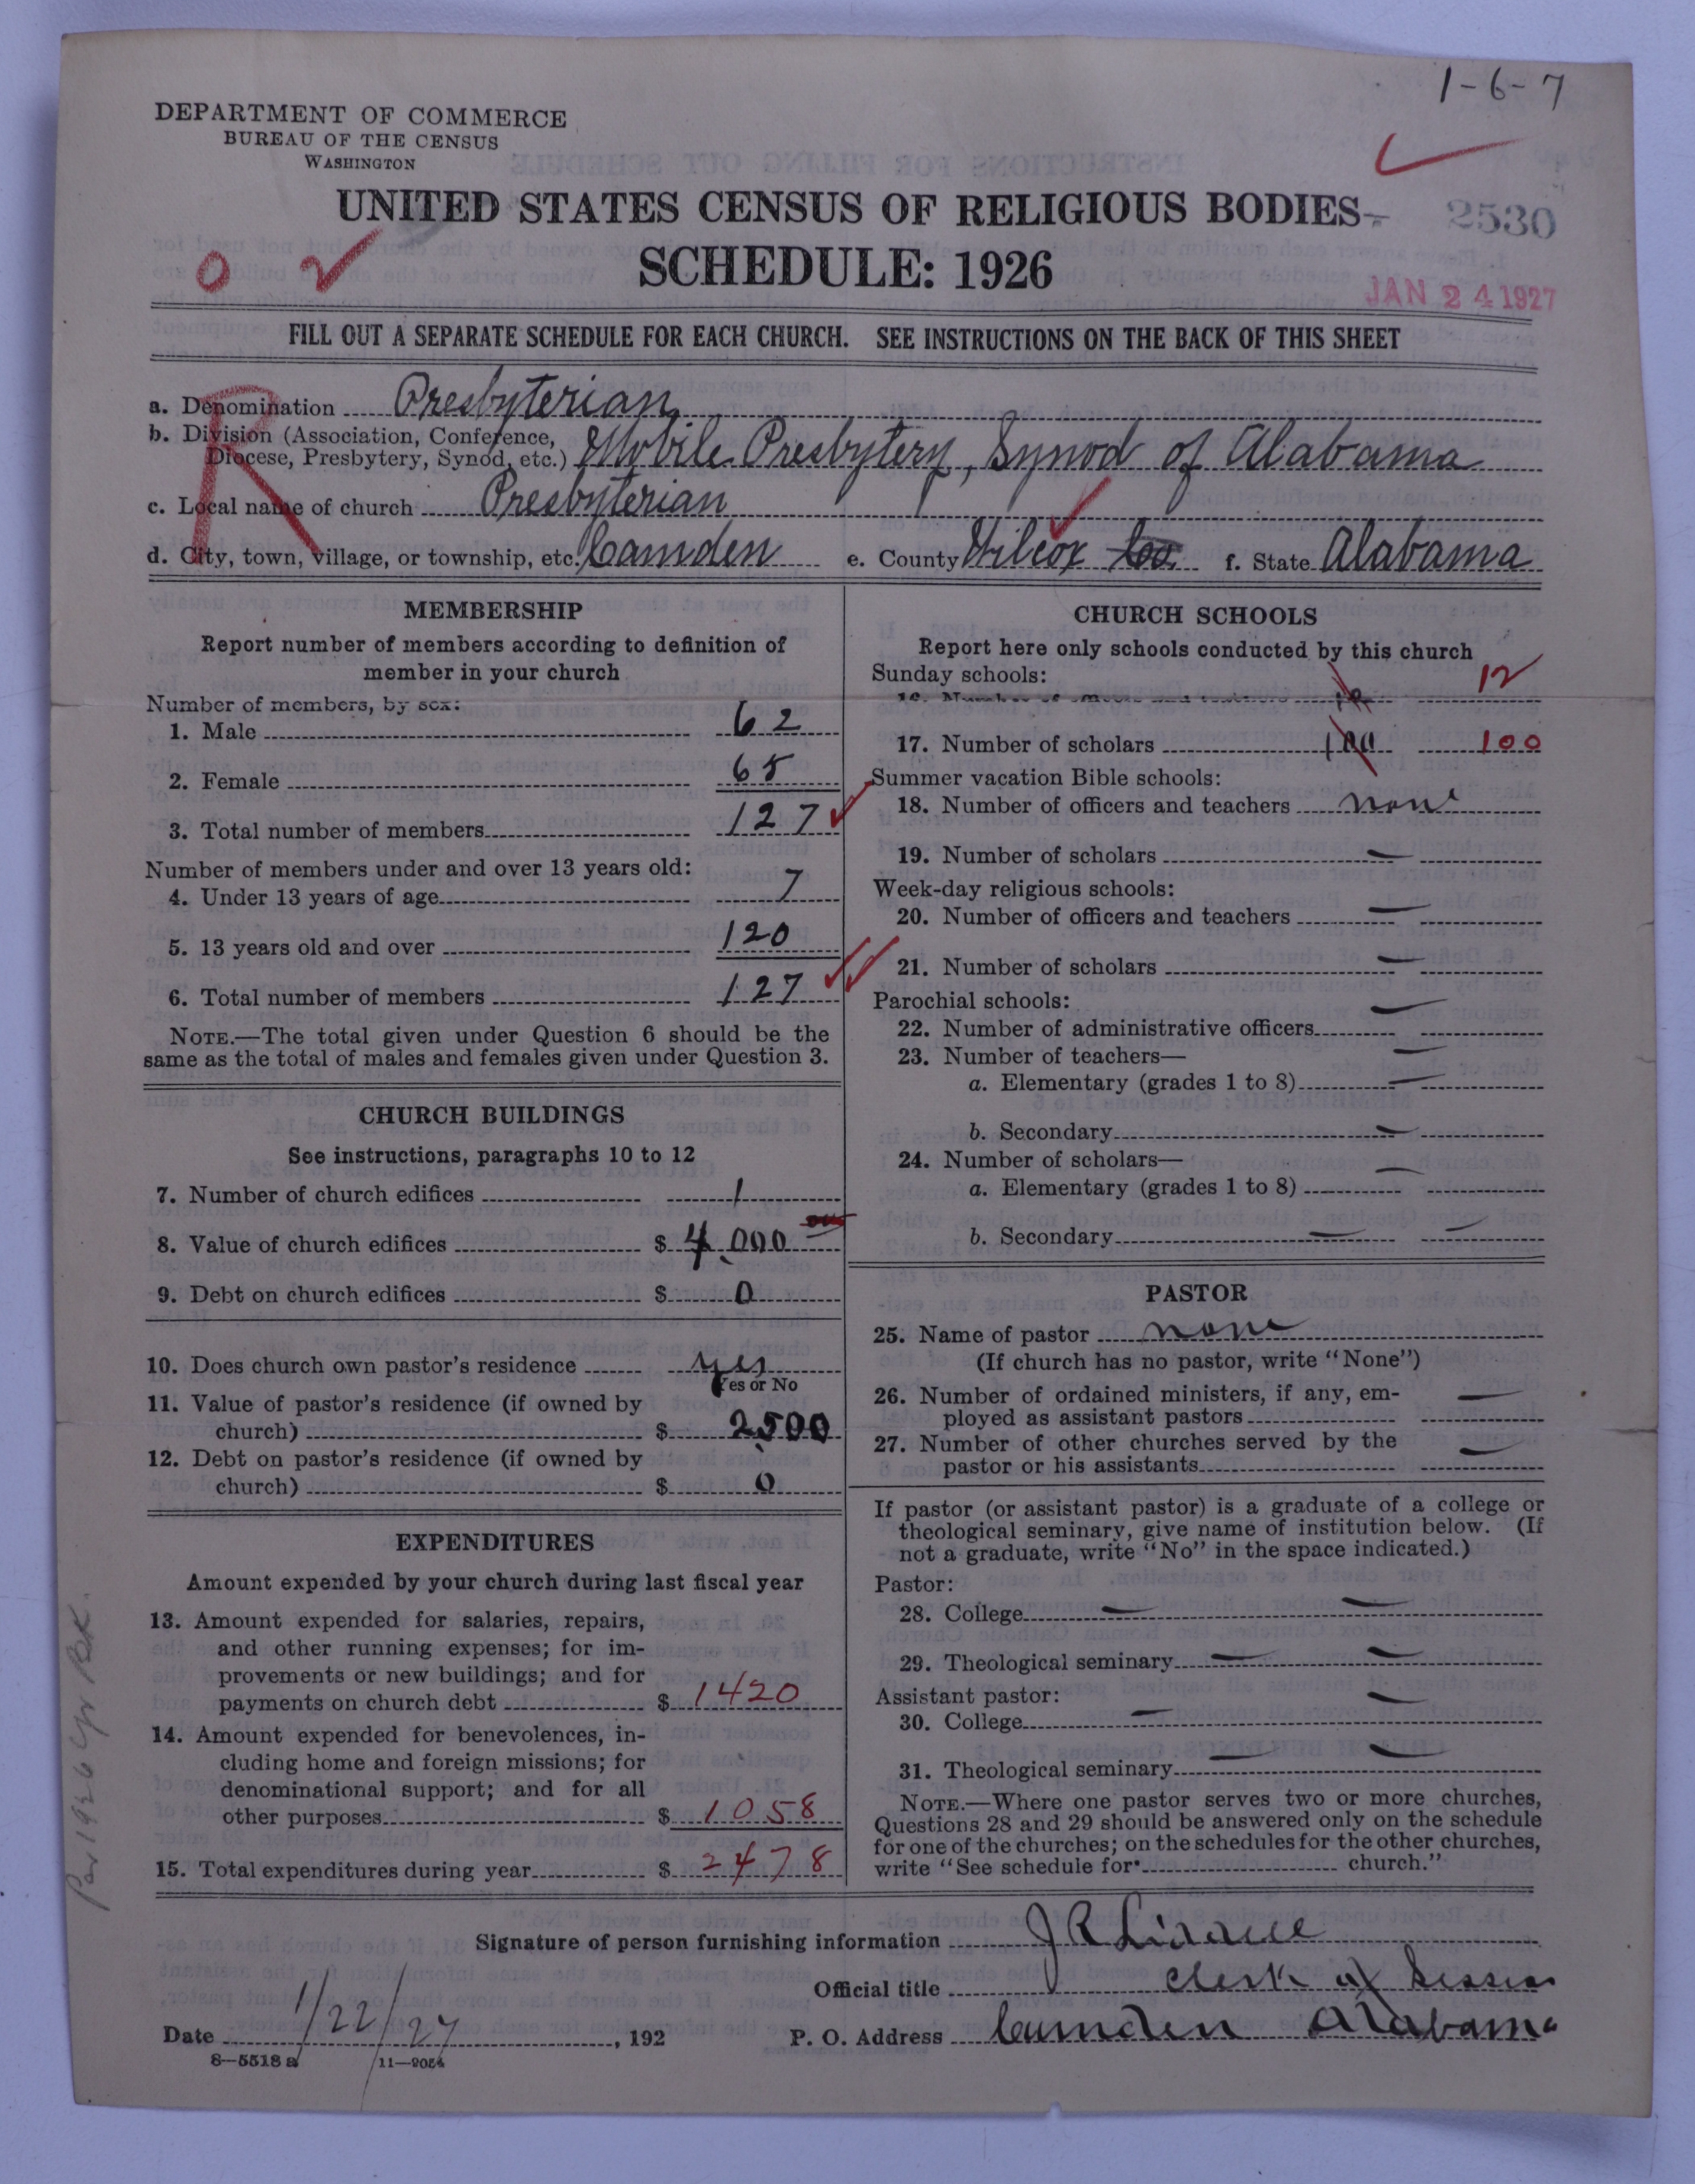 1-6-7
DEPARTMENT OF COMMERCE
BUREAU OF THE CENSUS
WASHINGTON
UNITED STATES CENSUS OF RELIGIOUS BODIES
2530
SCHEDULE: 1926
JAN 24 1927
FILL OUT A SEPARATE SCHEDULE FOR EACH CHURCH. SEE INSTRUCTIONS ON THE BACK OF THIS SHEET
R
a. Denomination Presbyterian
b. Division (Association, Conference, Diocese, Presbytery, Synod, etc.) Mobile Presbytery, Synod of Alabama
c. Local name of church Presbyterian
d. City, town, village, or township, etc. Camden e. County Wilcox Co. f. State Alabama
MEMBERSHIP
Report number of members according to definition of
member in your church
Number of members, by sex:
1. Male 62
2. Female 65
3. Total number of members 127
Number of members under and over 13 years old:
4. Under 13 years of age 7
5. 13 years old and over 120
6. Total number of members 127
NOTE.—The total given under Question 6 should be the
same as the total of males and females given under Question 3.
CHURCH BUILDINGS
See instructions, paragraphs 10 to 12
7. Number of church edifices 1
8. Value of church edifices $ 4,000
9. Debt on church edifices $ 0
10. Does church own pastor's residence yes
Yes or No
11. Value of pastor's residence (if owned by
church) $ 2,500
12. Debt on pastor's residence (if owned by
church) $ 0
EXPENDITURES
Amount expended by your church during last fiscal year
13. Amount expended for salaries, repairs,
and other running expenses; for im-
provements or new buildings; and for
payments on church debt $ 1420
14. Amount expended for benevolences, in-
cluding home and foreign missions; for
denominational support; and for all
other purposes $ 1058
15. Total expenditures during year $ 2478
CHURCH SCHOOLS
Report here only schools conducted by this church
Sunday schools:
16. Number of officers and teachers 12
17. Number of scholars 100 100
Summer vacation Bible schools:
18. Number of officers and teachers none
19. Number of scholars —
Week-day religious schools:
20. Number of officers and teachers —
21. Number of scholars —
Parochial schools:
22. Number of administrative officers —
23. Number of teachers—
a. Elementary (grades 1 to 8) —
b. Secondary —
24. Number of scholars—
a. Elementary (grades 1 to 8)
b. Secondary — —
PASTOR
25. Name of pastor none
(If church has no pastor, write "None")
26. Number of ordained ministers, if any, em-
ployed as assistant pastors —
27. Number of other churches served by the
pastor or his assistants —
If pastor (or assistant pastor) is a graduate of a college or
theological seminary, give name of institution below. (If
not a graduate, write "No" in the space indicated.)
Pastor:
28. College — —
29. Theological seminary — —
Assistant pastor:
30. College — —
31. Theological seminary — —
NOTE.—Where one pastor serves two or more churches,
Questions 28 and 29 should be answered only on the schedule
for one of the churches; on the schedules for the other churches,
write "See schedule for church."
Signature of person furnishing information J R Liddell
Official title Clerk of Session
Date 1/22/27, 192 P. O. Address Camden Alabama
8—5518 a 11—9054
Per 1926 Yr Bk.